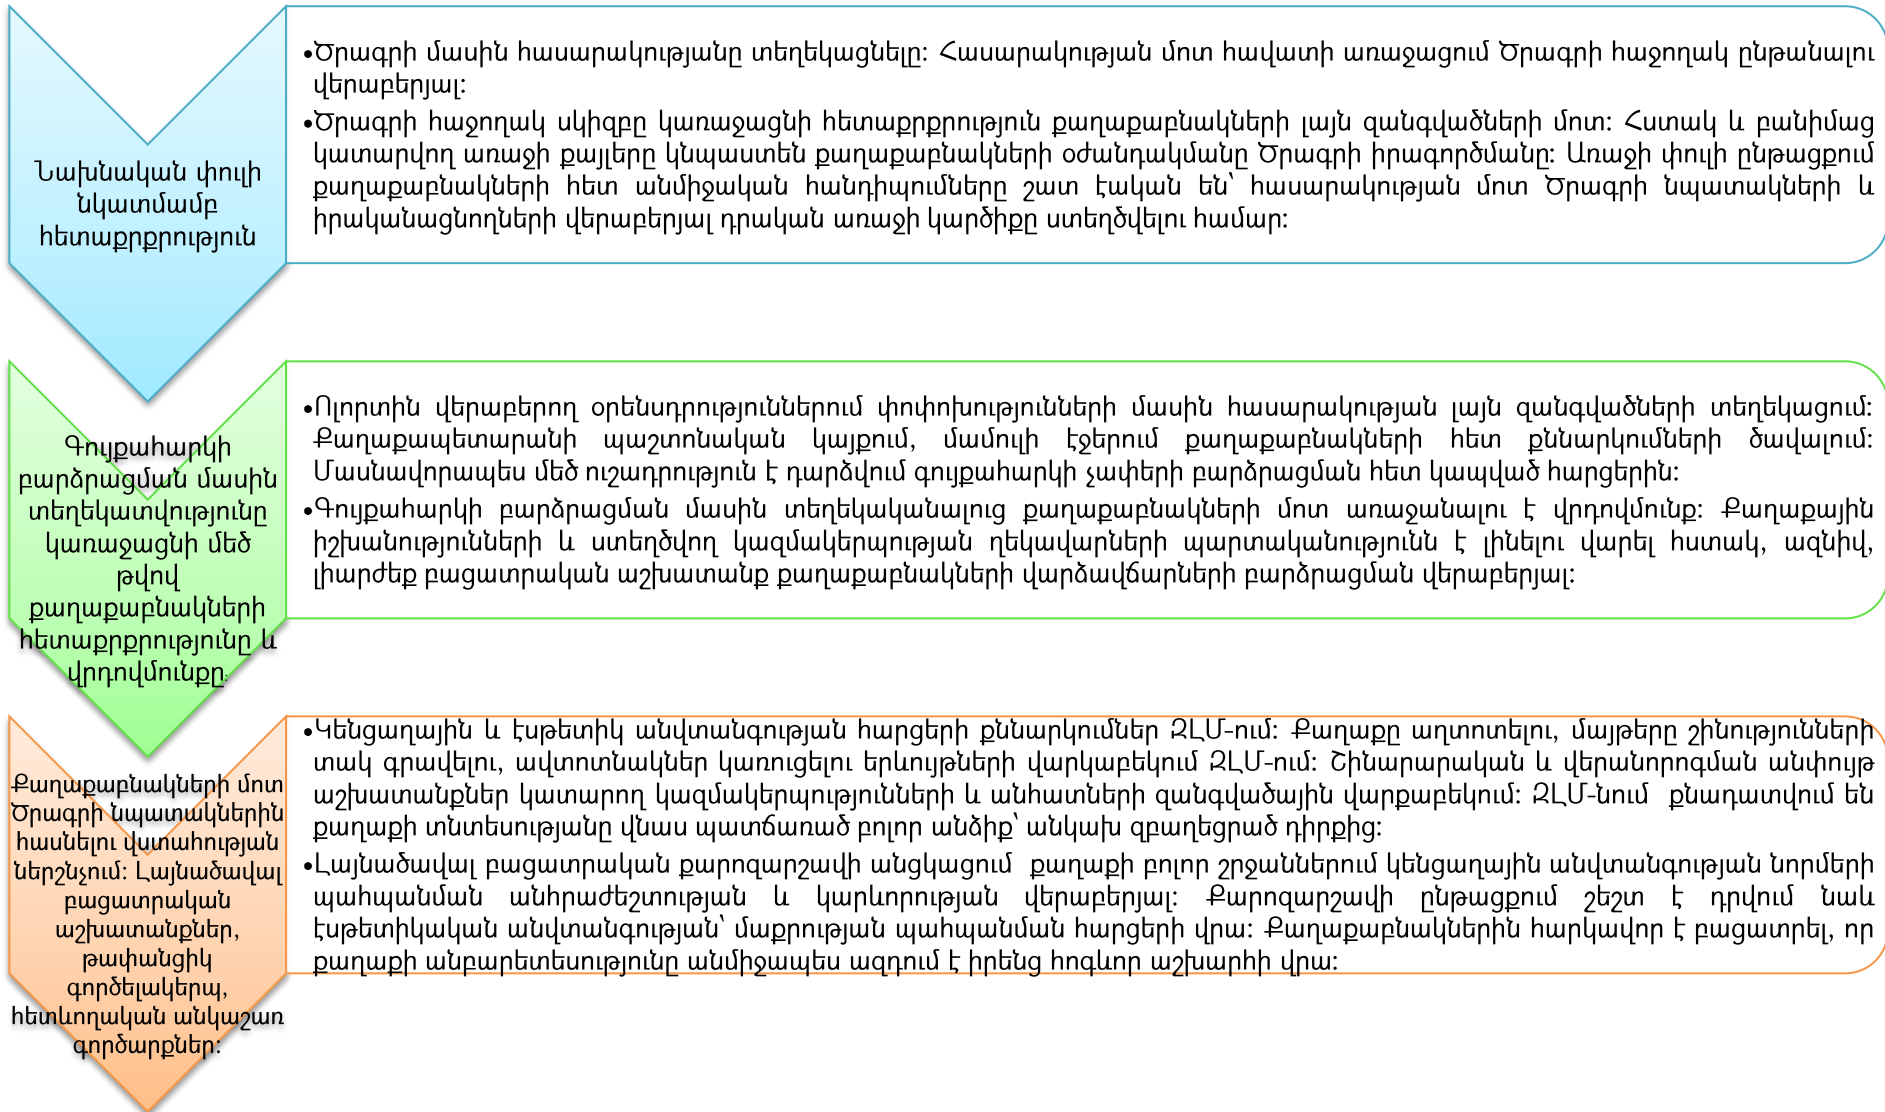 Նախնական փուլի
նկատմամբ
հետաքրքրություն
•Ծրագրի մասին հասարակությանը տեղեկացնելը: Հասարակության մոտ հավատի առաջացում Ծրագրի հաջողակ ընթանալու
վերաբերյալ:
•Ծրագրի հաջողակ սկիզբը կառաջացնի հետաքրքրություն քաղաքաբնակների լայն զանգվածների մոտ: Հստակ և բանիմաց
կատարվող առաջի քայլերը կնպաստեն քաղաքաբնակների օժանդակմանը Ծրագրի իրագործմանը: Առաջի փուլի ընթացքում
քաղաքաբնակների հետ անմիջական հանդիպումները շատ էական են՝ հասարակության մոտ Ծրագրի նպատակների և
իրականացնողների վերաբերյալ դրական առաջի կարծիքը ստեղծվելու համար:
Գույքահարկի
բարձրացման մասին
տեղեկատվությունը
կառաջացնի մեծ
թվով
քաղաքաբնակների
հետաքրքրությունը և
վրդովմունքը:
•Ոլորտին վերաբերող օրենսդրություններում փոփոխությունների մասին հասարակության լայն զանգվածների տեղեկացում:
Քաղաքապետարանի պաշտոնական կայքում, մամուլի էջերում քաղաքաբնակների հետ քննարկումների ծավալում:
Մասնավորապես մեծ ուշադրություն է դարձվում գույքահարկի չափերի բարձրացման հետ կապված հարցերին:
•Գույքահարկի բարձրացման մասին տեղեկականալուց քաղաքաբնակների մոտ առաջանալու է վրդովմունք: Քաղաքային
իշխանությունների և ստեղծվող կազմակերպության ղեկավարների պարտականությունն է լինելու վարել հստակ, ազնիվ,
լիարժեք բացատրական աշխատանք քաղաքաբնակների վարձավճարների բարձրացման վերաբերյալ:
Քաղաքաբնակների մոտ
Ծրագրի նպատակներին
հասնելու վստահության
ներշնչում: Լայնածավալ
բացատրական
աշխատանքներ,
թափանցիկ
գործելակերպ,
հետևողական անկաշառ
գործարքներ:
•Կենցաղային և էսթետիկ անվտանգության հարցերի քննարկումներ ԶԼՄ-ում: Քաղաքը աղտոտելու, մայթերը շինությունների
տակ գրավելու, ավտոտնակներ կառուցելու երևույթների վարկաբեկում ԶԼՄ-ում: Շինարարական և վերանորոգման անփույթ
աշխատանքներ կատարող կազմակերպությունների և անհատների զանգվածային վարքաբեկում: ԶԼՄ-նում քնադատվում են
քաղաքի տնտեսությանը վնաս պատճառած բոլոր անձիք՝ անկախ զբաղեցրած դիրքից:
•Լայնածավալ բացատրական քարոզարշավի անցկացում քաղաքի բոլոր շրջաններում կենցաղային անվտանգության նորմերի
պահպանման անհրաժեշտության և կարևորության վերաբերյալ: Քարոզարշավի ընթացքում շեշտ է դրվում նաև
էսթետիկական անվտանգության՝ մաքրության պահպանման հարցերի վրա: Քաղաքաբնակներին հարկավոր է բացատրել, որ
քաղաքի անբարետեսությունը անմիջապես ազդում է իրենց հոգևոր աշխարհի վրա: